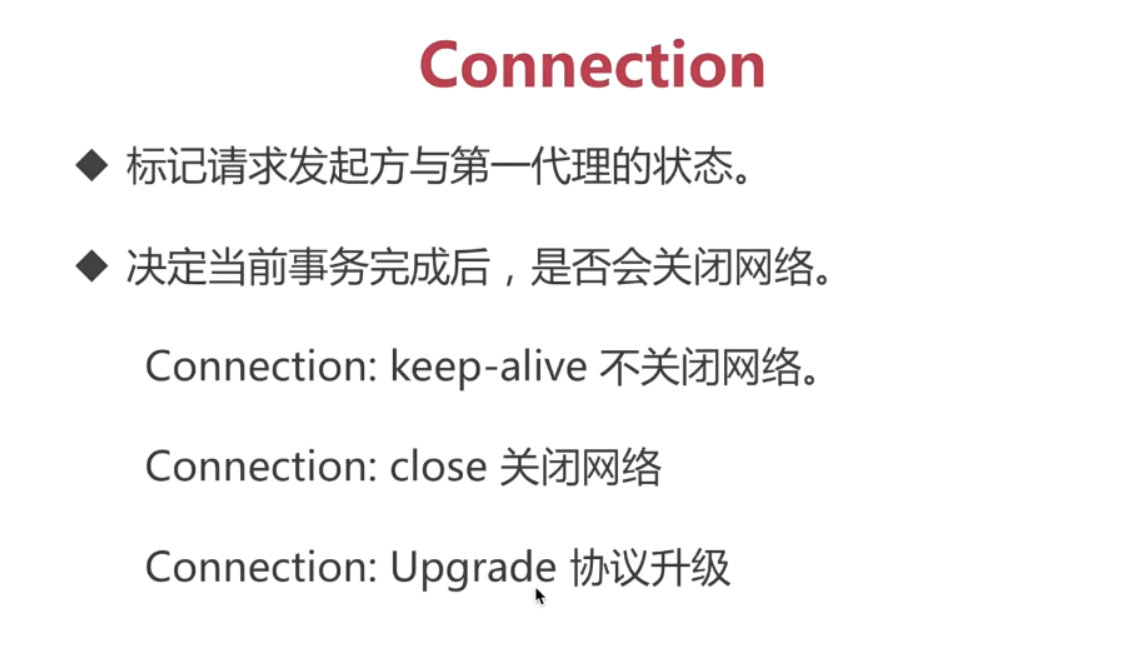 Connection
标记请求发起方与第一代理的状态。
决定当前事务完成后，是否会关闭网络。
Connection: keep-alive 不关闭网络。
Connection: close 关闭网络
Connection: Upgrade 协议升级